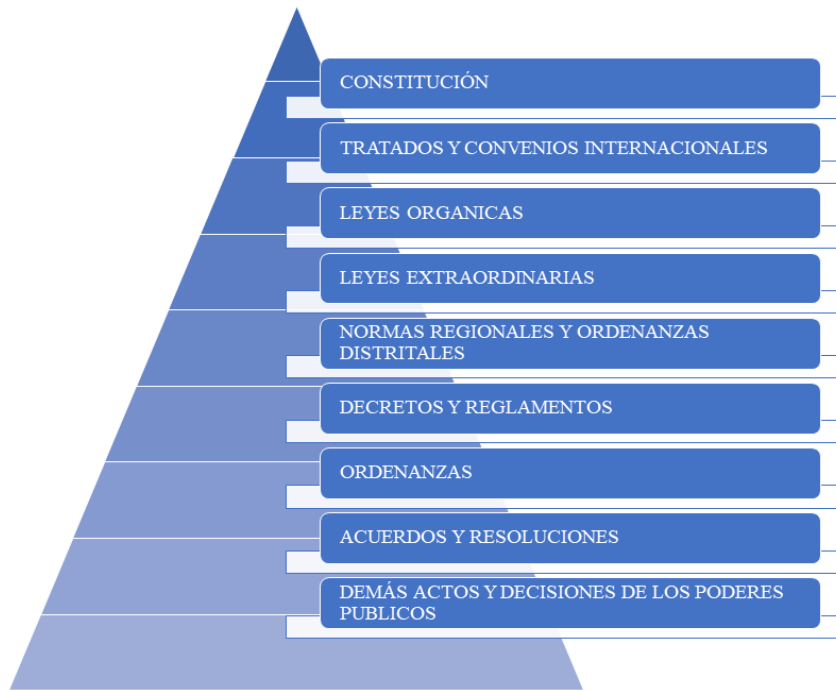 CONSTITUCIÓN
TRATADOS Y CONVENIOS INTERNACIONALES
LEYES ORGANICAS
LEYES EXTRAORDINARIAS
NORMAS REGIONALES Y ORDENANZAS
DISTRITALES
DECRETOS Y REGLAMENTOS
ORDENANZAS
ACUERDOS Y RESOLUCIONES
DEMÁS ACTOS Y DECISIONES DE LOS PODERES
PUBLICOS